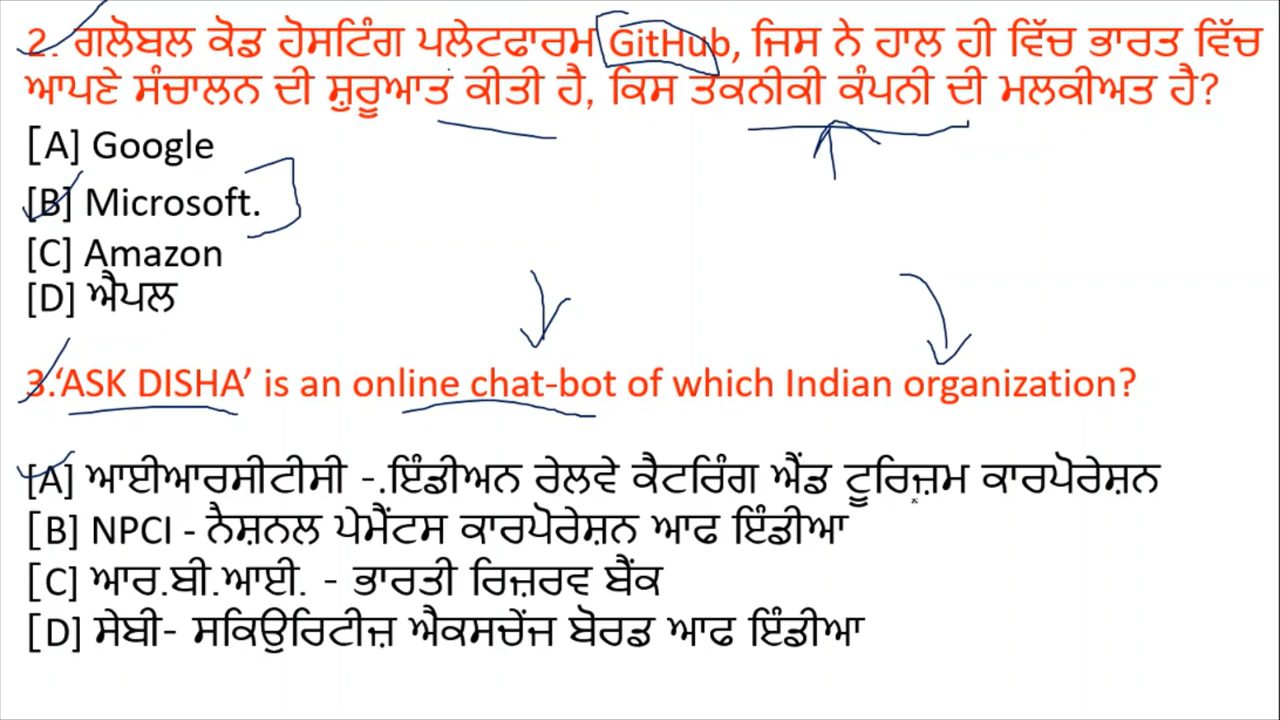 2. ਗਲੋਬਲ ਕੋਡ ਹੋਸਟਿੰਗ ਪਲੇਟਫਾਰਮ GitHub, ਜਿਸ ਨੇ ਹਾਲ ਹੀ ਵਿੱਚ ਭਾਰਤ ਵਿੱਚ
ਆਪਣੇ ਸੰਚਾਲਨ ਦੀ ਸ਼ੁਰੂਆਤ ਕੀਤੀ ਹੈ, ਕਿਸ ਤਕਨੀਕੀ ਕੰਪਨੀ ਦੀ ਮਲਕੀਅਤ ਹੈ?
[A] Google
[B] Microsoft.
[C] Amazon
[D] ਐਪਲ
3.‘ASK DISHA’ is an online chat-bot of which Indian organization?
[A] ਆਈਆਰਸੀਟੀਸੀ -.ਇੰਡੀਅਨ ਰੇਲਵੇ ਕੈਟਰਿੰਗ ਐਂਡ ਟੂਰਿਜ਼ਮ ਕਾਰਪੋਰੇਸ਼ਨ
[B] NPCI - ਨੈਸ਼ਨਲ ਪੇਮੈਂਟਸ ਕਾਰਪੋਰੇਸ਼ਨ ਆਫ ਇੰਡੀਆ
[C] ਆਰ.ਬੀ.ਆਈ. - ਭਾਰਤੀ ਰਿਜ਼ਰਵ ਬੈਂਕ
[D] ਸੇਬੀ- ਸਕਿਉਰਿਟੀਜ਼ ਐਕਸਚੇਂਜ ਬੋਰਡ ਆਫ ਇੰਡੀਆ